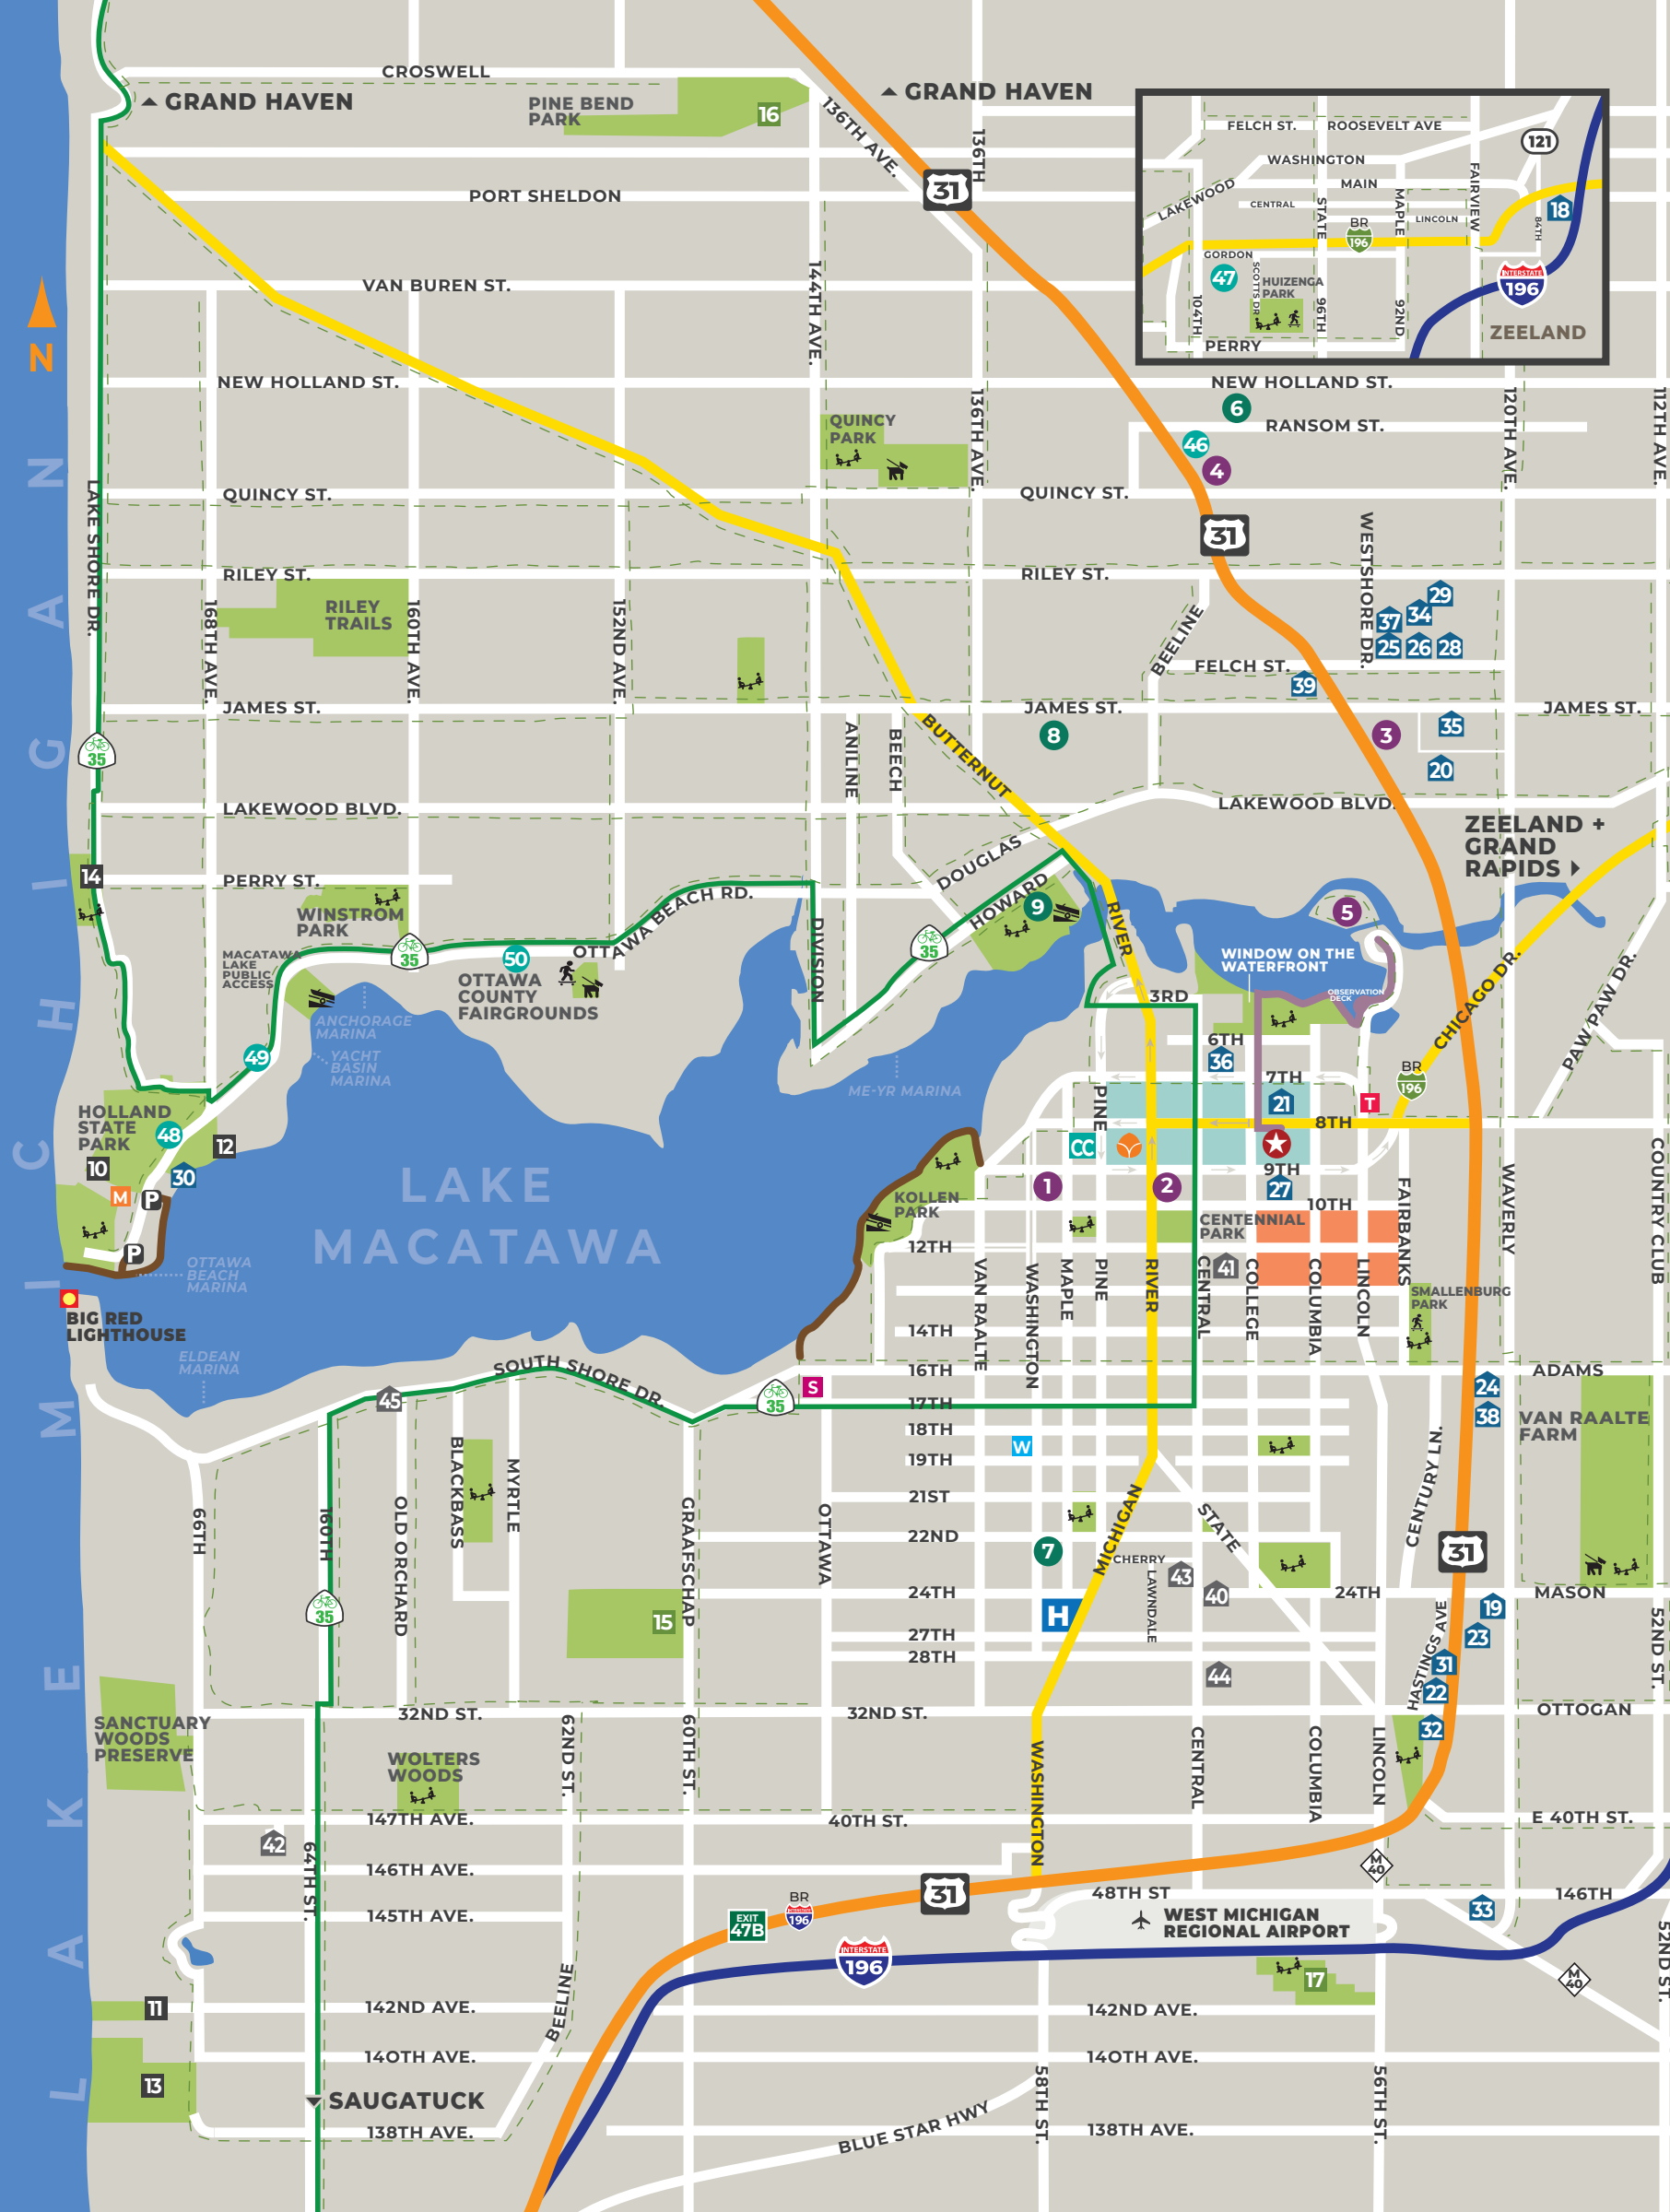 CROSWELL
GRAND HAVEN
PINE BEND
PARK
16
136TH AVE.
GRAND HAVEN
136TH
31
PORT SHELDON
FELCH ST.
ROOSEVELT AVE
121
WASHINGTON
MAIN
FAIRVIEW
LAKEWOOD
CENTRAL
STATE
MAPLE
LINCOLN
84TH
18
BR
196
GORDON
47
SCOTTS DR
HUIZENGA
PARK
INTERSTATE
196
104TH
96TH
92ND
ZEELAND
PERRY
N
VAN BUREN ST.
144TH AVE.
NEW HOLLAND ST.
NEW HOLLAND ST.
6
136TH AVE.
120TH AVE.
112TH AVE.
QUINCY
PARK
RANSOM ST.
46
4
LAKE SHORE DR.
QUINCY ST.
QUINCY ST.
31
WESTSHORE DR.
RILEY ST.
RILEY ST.
RILEY
TRAILS
168TH AVE.
160TH AVE.
152ND AVE.
BEELINE
29
37
34
25
26
28
FELCH ST.
39
JAMES ST.
JAMES ST.
JAMES ST.
8
3
35
20
BUTTERNUT
ANILINE
BEECH
35
LAKEWOOD BLVD.
LAKEWOOD BLVD.
ZEELAND +
GRAND
RAPIDS
14
PERRY ST.
DOUGLAS
WINSTROM
PARK
OTTAWA BEACH RD.
HOWARD
9
RIVER
5
MACATAWA
LAKE
PUBLIC
ACCESS
35
50
OTTAWA
COUNTY
FAIRGROUNDS
DIVISION
35
WINDOW ON THE
WATERFRONT
OBSERVATION
DECK
CHICAGO DR.
PAW PAW DR.
3RD
ANCHORAGE
MARINA
YACHT
BASIN
MARINA
49
ME-YR MARINA
6TH
36
7TH
BR
196
PINE
21
T
8TH
HOLLAND
STATE
PARK
48
12
10
30
M
P
P
CC
9TH
1
2
27
10TH
KOLLEN
PARK
CENTENNIAL
PARK
LAKE
MACATAWA
12TH
41
FAIRBANKS
WAVERLY
COUNTRY CLUB
OTTAWA
BEACH
MARINA
BIG RED
LIGHTHOUSE
ELDEAN
MARINA
VAN RAALTE
WASHINGTON
MAPLE
PINE
RIVER
CENTRAL
COLLEGE
COLUMBIA
LINCOLN
SMALLENBURG
PARK
14TH
SOUTH SHORE DR.
16TH
ADAMS
45
35
S
17TH
24
38
VAN RAALTE
FARM
18TH
W
19TH
66TH
160TH
OLD ORCHARD
BLACKBASS
MYRTLE
GRAAFSCHAP
OTTAWA
21ST
MICHIGAN
STATE
CENTURY LN.
22ND
7
CHERRY
LAWNDALE
43
31
35
15
24TH
40
24TH
MASON
H
19
27TH
23
28TH
HASTINGS AVE
31
44
22
52ND ST.
32ND ST.
32ND ST.
32
OTTOGAN
SANCTUARY
WOODS
PRESERVE
WOLTERS
WOODS
62ND ST.
60TH ST.
WASHINGTON
CENTRAL
COLUMBIA
LINCOLN
147TH AVE.
40TH ST.
E 40TH ST.
42
64TH ST.
146TH AVE.
M
40
31
48TH ST
146TH
145TH AVE.
EXIT
47B
BR
196
WEST MICHIGAN
REGIONAL AIRPORT
33
INTERSTATE
196
17
M
40
52ND ST.
BEELINE
11
142ND AVE.
142ND AVE.
140TH AVE.
140TH AVE.
13
SAUGATUCK
58TH ST.
56TH ST.
138TH AVE.
BLUE STAR HWY
138TH AVE.
LAKE MICHIGAN